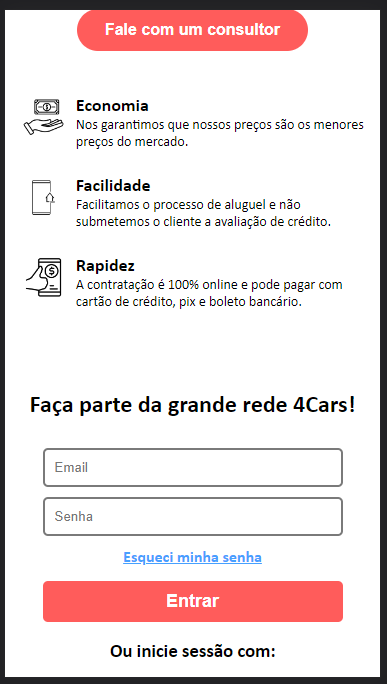 Fale com um consultor
Economia
Nos garantimos que nossos preços são os menores
preços do mercado.
Facilidade
Facilitamos o processo de aluguel e não
submetemos o cliente a avaliação de crédito.
Rapidez
A contratação é 100% online e pode pagar com
cartão de crédito, pix e boleto bancário.
Faça parte da grande rede 4Cars!
Email
Senha
Esqueci minha senha
Entrar
Ou inicie sessão com: